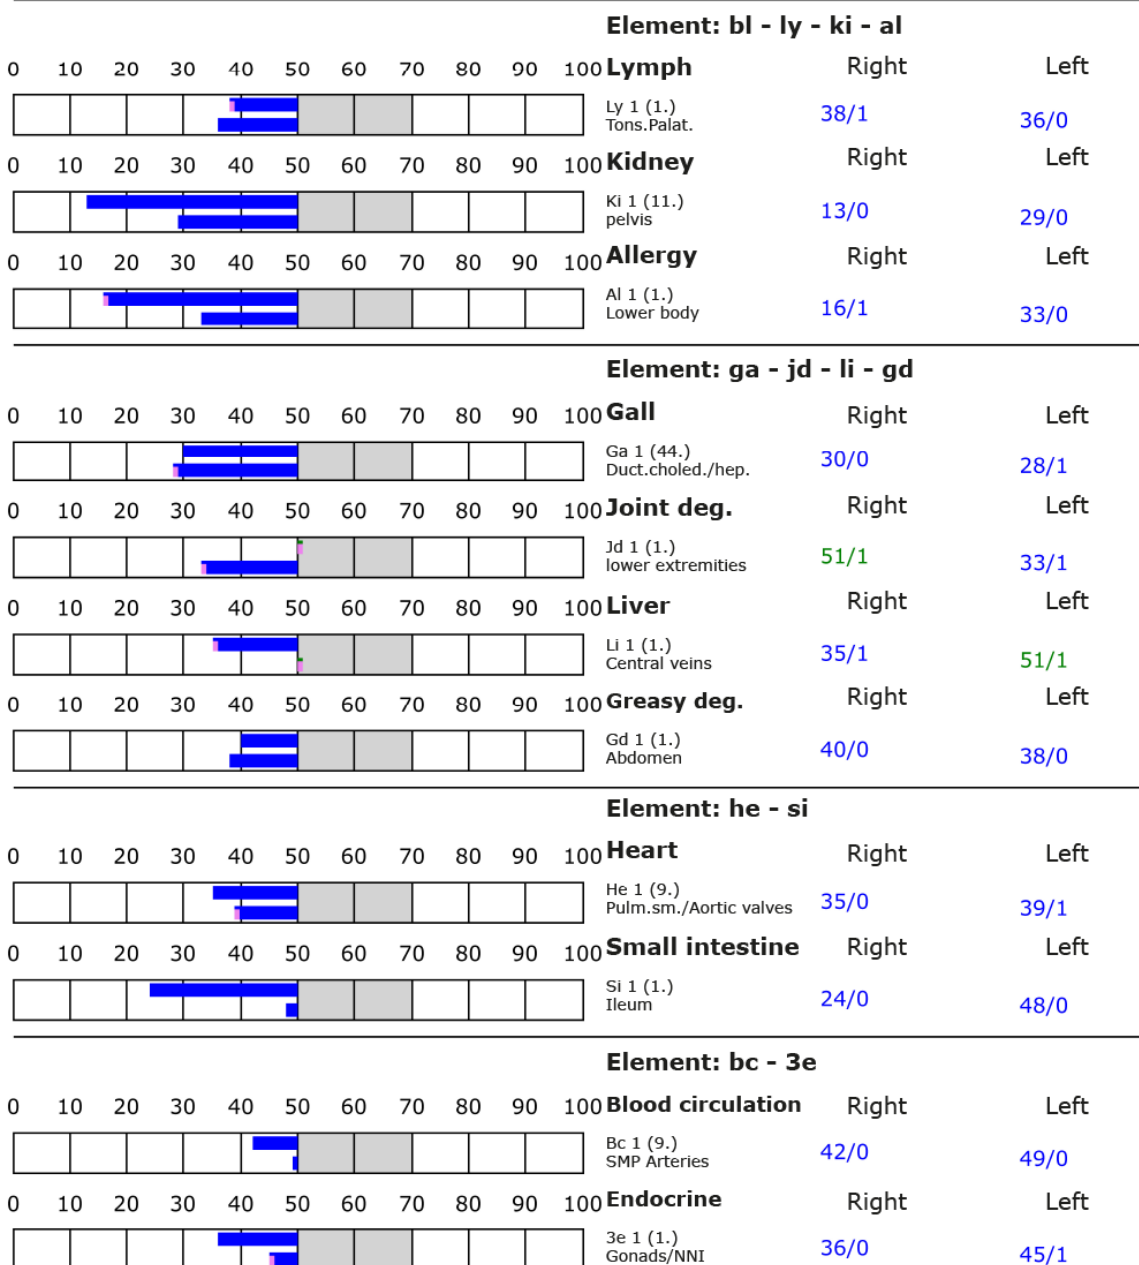 Element: bl - ly - ki - al
0 10 20 30 40 50 60 70 80 90 100 Lymph Right Left
Ly 1 (1.)
Tons.Palat.
38/1 36/0
0 10 20 30 40 50 60 70 80 90 100 Kidney Right Left
Ki 1 (11.)
pelvis
13/0 29/0
0 10 20 30 40 50 60 70 80 90 100 Allergy Right Left
Al 1 (1.)
Lower body
16/1 33/0
Element: ga - jd - li - gd
0 10 20 30 40 50 60 70 80 90 100 Gall Right Left
Ga 1 (44.)
Duct.choled./hep.
30/0 28/1
0 10 20 30 40 50 60 70 80 90 100 Joint deg. Right Left
Jd 1 (1.)
lower extremities
51/1 33/1
0 10 20 30 40 50 60 70 80 90 100 Liver Right Left
Li 1 (1.)
Central veins
35/1 51/1
0 10 20 30 40 50 60 70 80 90 100 Greasy deg. Right Left
Gd 1 (1.)
Abdomen
40/0 38/0
Element: he - si
0 10 20 30 40 50 60 70 80 90 100 Heart Right Left
He 1 (9.)
Pulm.sm./Aortic valves
35/0 39/1
0 10 20 30 40 50 60 70 80 90 100 Small intestine Right Left
Si 1 (1.)
Ileum
24/0 48/0
Element: bc - 3e
0 10 20 30 40 50 60 70 80 90 100 Blood circulation Right Left
Bc 1 (9.)
SMP Arteries
42/0 49/0
0 10 20 30 40 50 60 70 80 90 100 Endocrine Right Left
3e 1 (1.)
Gonads/NNI
36/0 45/1